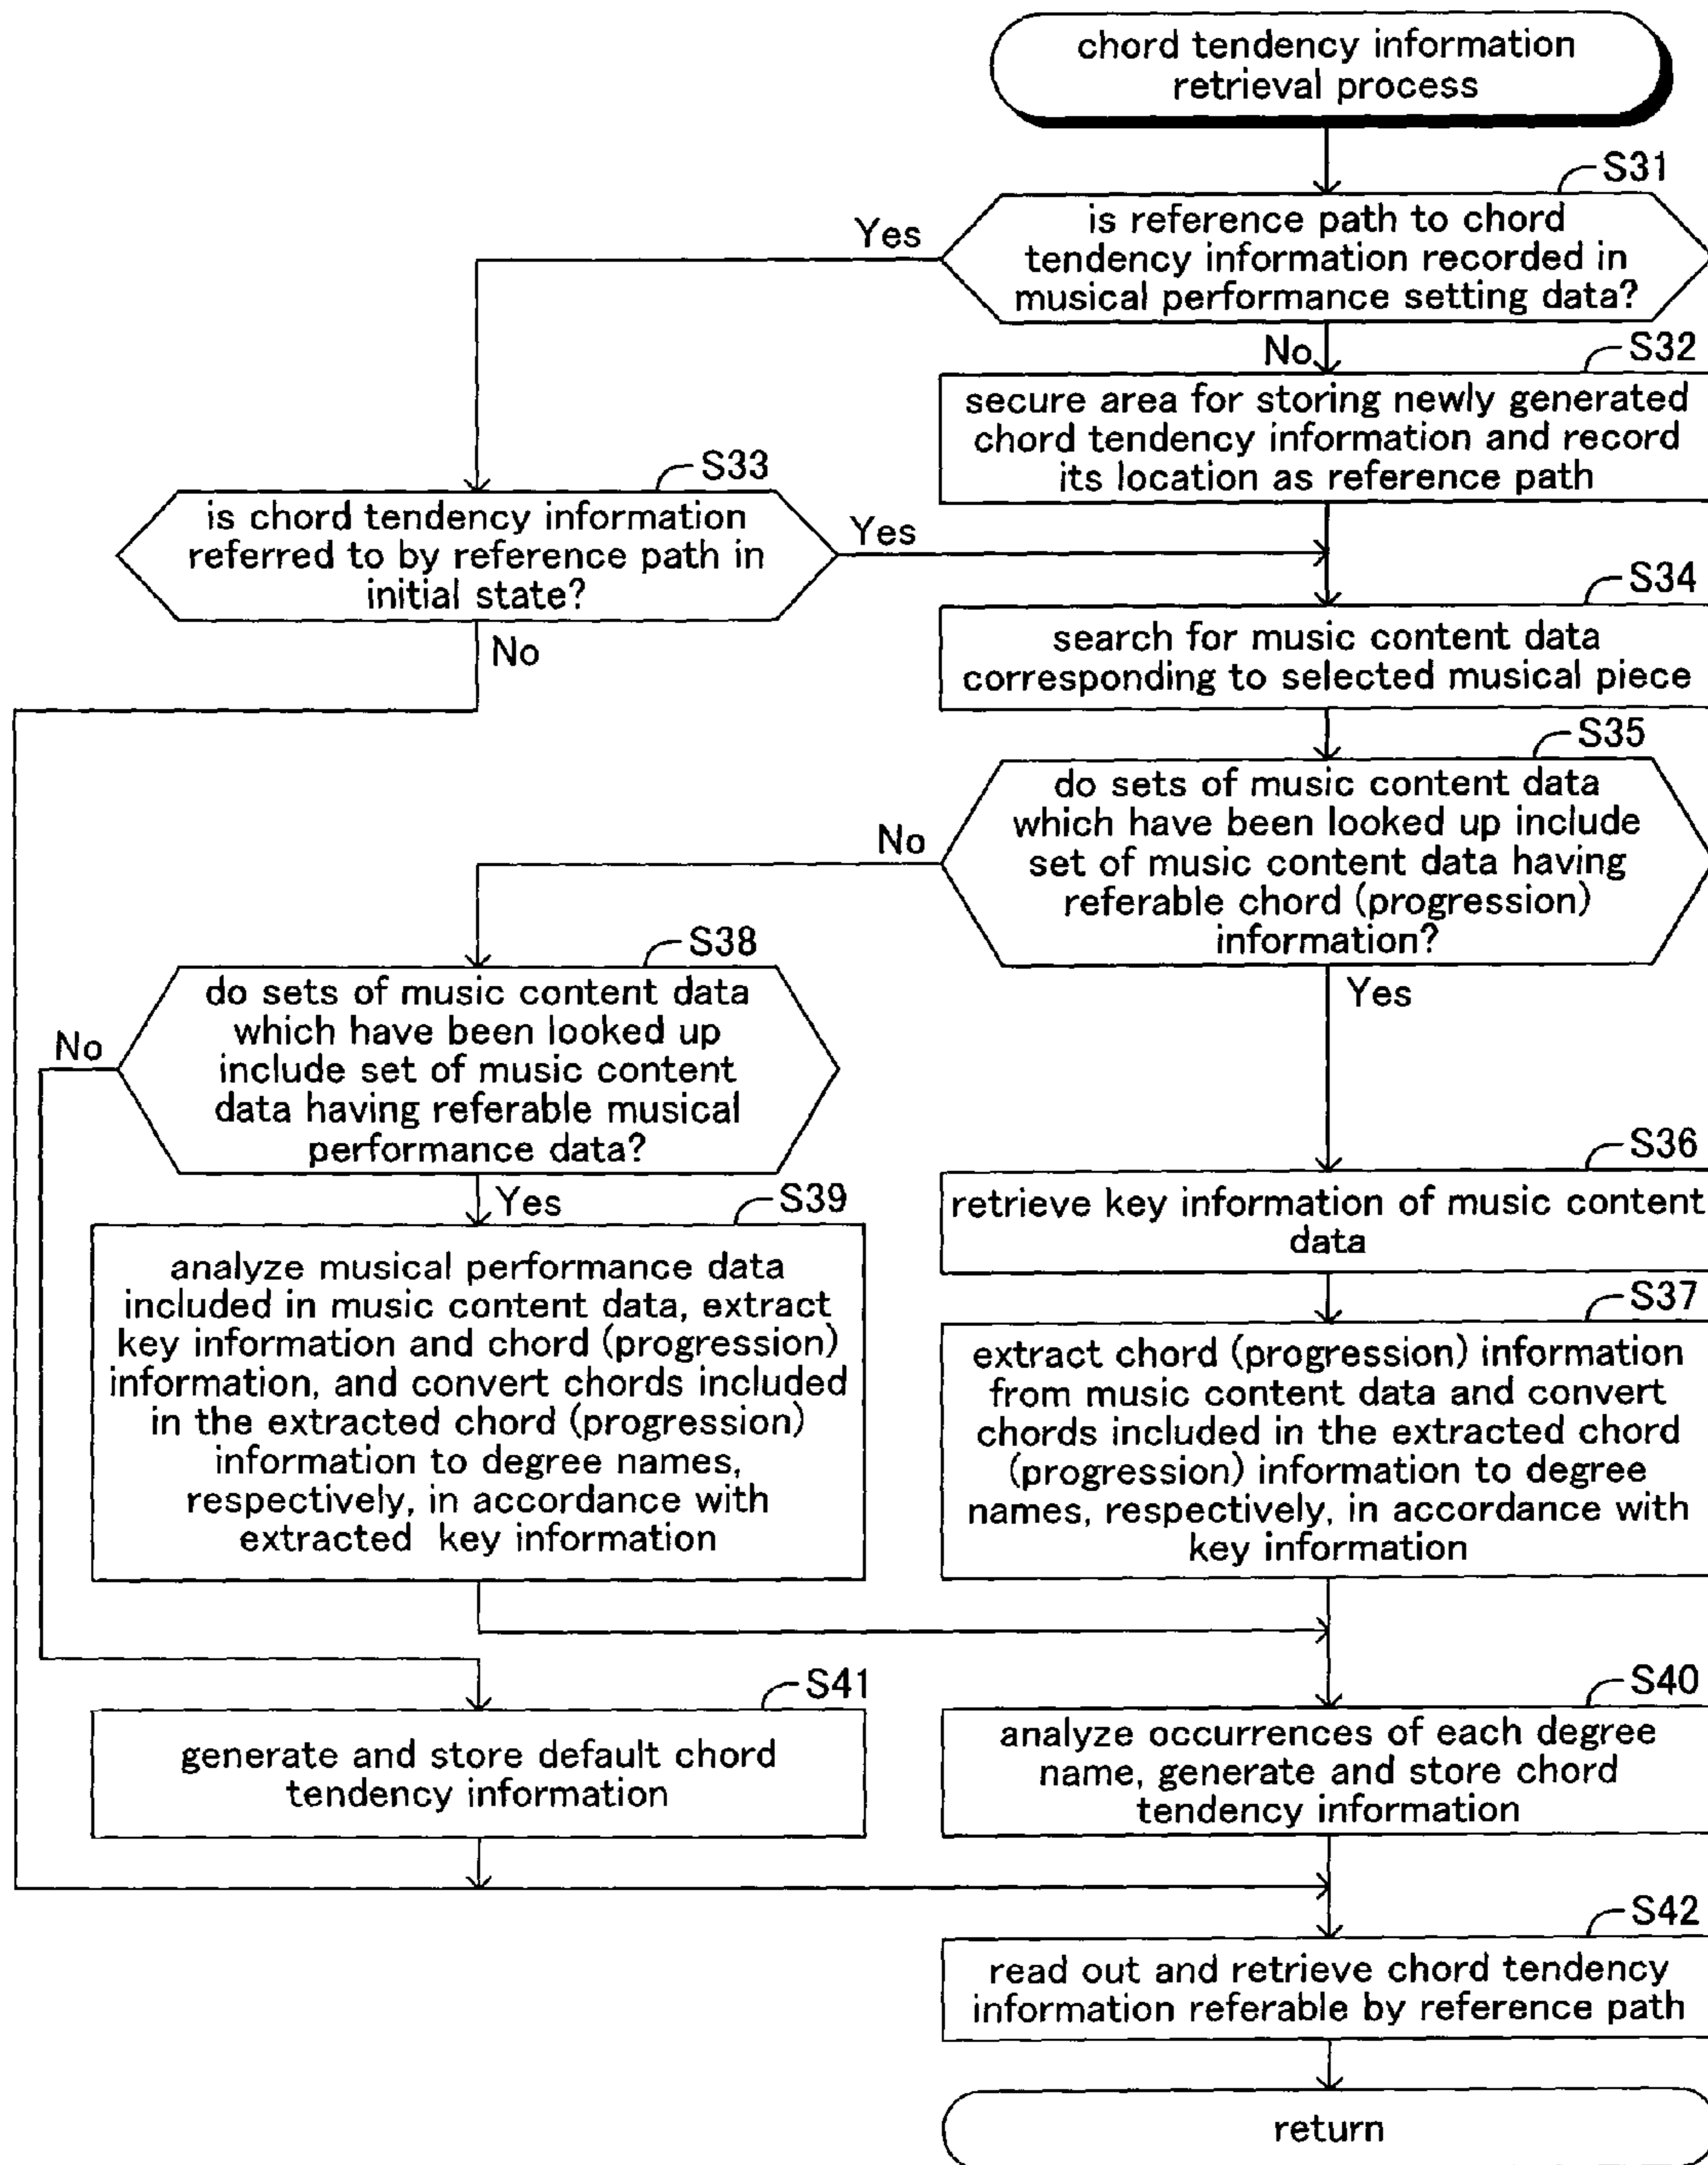 chord tendency information
retrieval process
S31
is reference path to chord
tendency information recorded in
musical performance setting data?
Yes
No
S32
secure area for storing newly generated
chord tendency information and record
its location as reference path
S33
is chord tendency information
referred to by reference path in
initial state?
Yes
No
S34
search for music content data
corresponding to selected musical piece
S35
do sets of music content data
which have been looked up include
set of music content data having
referable chord (progression)
information?
No
Yes
S38
do sets of music content data
which have been looked up
include set of music content
data having referable musical
performance data?
No
Yes
S36
retrieve key information of music content
data
S39
analyze musical performance data
included in music content data, extract
key information and chord (progression)
information, and convert chords included
in the extracted chord (progression)
information to degree names,
respectively, in accordance with
extracted key information
S37
extract chord (progression) information
from music content data and convert
chords included in the extracted chord
(progression) information to degree
names, respectively, in accordance with
key information
S41
generate and store default chord
tendency information
S40
analyze occurrences of each degree
name, generate and store chord
tendency information
S42
read out and retrieve chord tendency
information referable by reference path
return